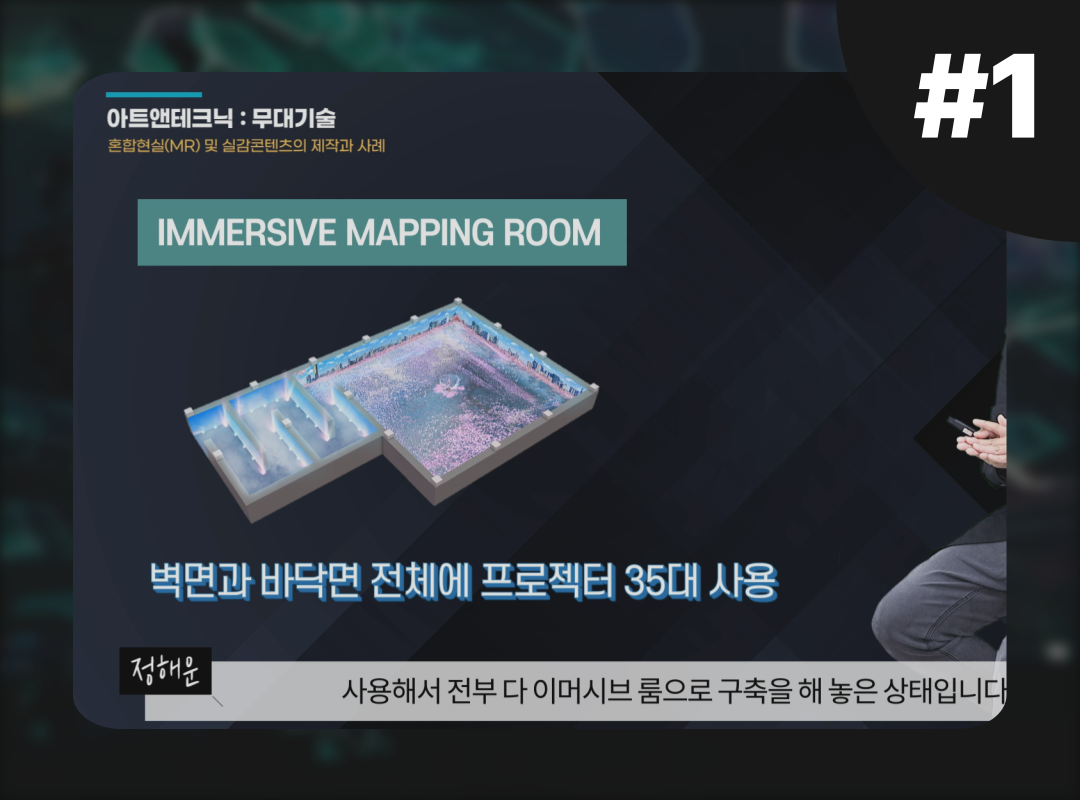 #1
아트앤테크닉 : 무대기술
혼합현실(MR) 및 실감콘텐츠의 제작과 사례
IMMERSIVE MAPPING ROOM
벽면과 바닥면 전체에 프로젝터 35대 사용
정해운
사용해서 전부 다 이머시브 룸으로 구축을 해 놓은 상태입니다